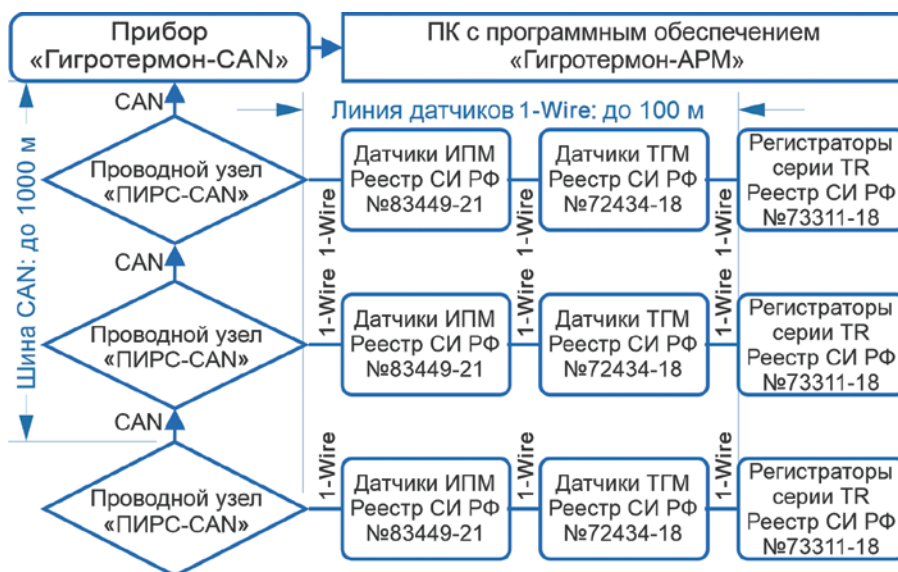 Прибор
«Гигротермон-CAN»
ПК с программным обеспечением
«Гигротермон-АРМ»
CAN
Линия датчиков 1-Wire: до 100 м
Шина CAN: до 1000 м
Проводной узел
«ПИРС-CAN»
1-Wire
Датчики ИПМ
Реестр СИ РФ
№83449-21
1-Wire
Датчики ТГМ
Реестр СИ РФ
№72434-18
1-Wire
Регистраторы
серии TR
Реестр СИ РФ
№73311-18
CAN
Проводной узел
«ПИРС-CAN»
1-Wire
Датчики ИПМ
Реестр СИ РФ
№83449-21
1-Wire
Датчики ТГМ
Реестр СИ РФ
№72434-18
1-Wire
Регистраторы
серии TR
Реестр СИ РФ
№73311-18
CAN
Проводной узел
«ПИРС-CAN»
1-Wire
Датчики ИПМ
Реестр СИ РФ
№83449-21
1-Wire
Датчики ТГМ
Реестр СИ РФ
№72434-18
1-Wire
Регистраторы
серии TR
Реестр СИ РФ
№73311-18